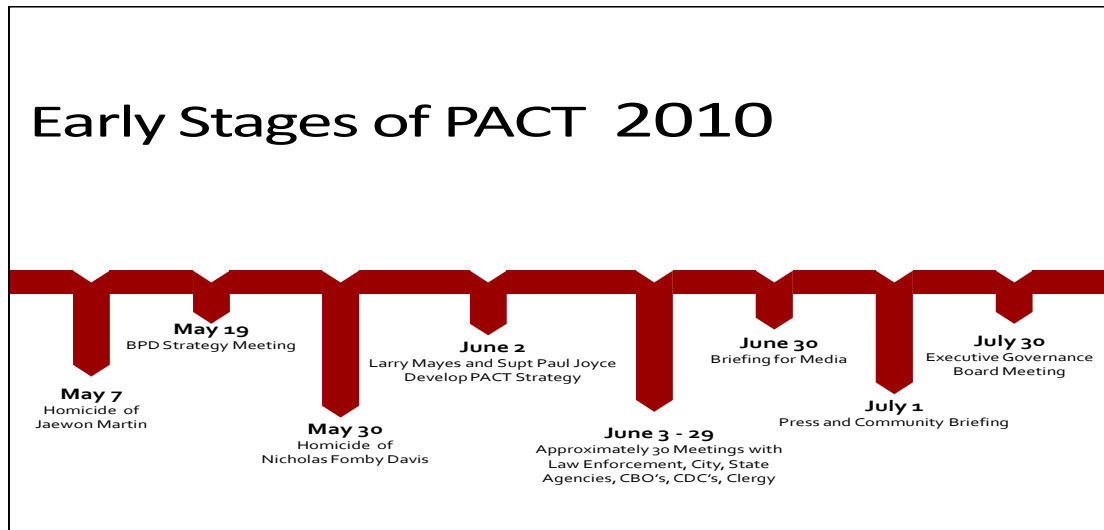 Early Stages of PACT 2010
May 7
Homicide of
Jaewon Martin
May 19
BPD Strategy Meeting
May 30
Homicide of
Nicholas Fomby Davis
June 2
Larry Mayes and Supt Paul Joyce
Develop PACT Strategy
June 3 - 29
Approximately 30 Meetings with
Law Enforcement, City, State
Agencies, CBO's, CDC's, Clergy
June 30
Briefing for Media
July 1
Press and Community Briefing
July 30
Executive Governance
Board Meeting